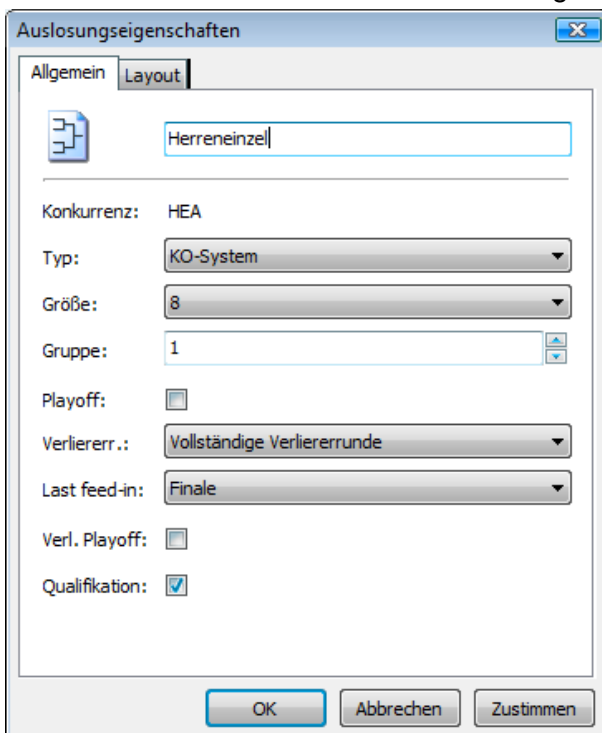 Auslosungseigenschaften
Allgemein Layout
Herreneinzel
Konkurrenz: HEA
Typ: KO-System
Größe: 8
Gruppe: 1
Playoff:
Verliererr.: Vollständige Verliererrunde
Last feed-in: Finale
Verl. Playoff:
Qualifikation:
OK Abbrechen Zustimmen